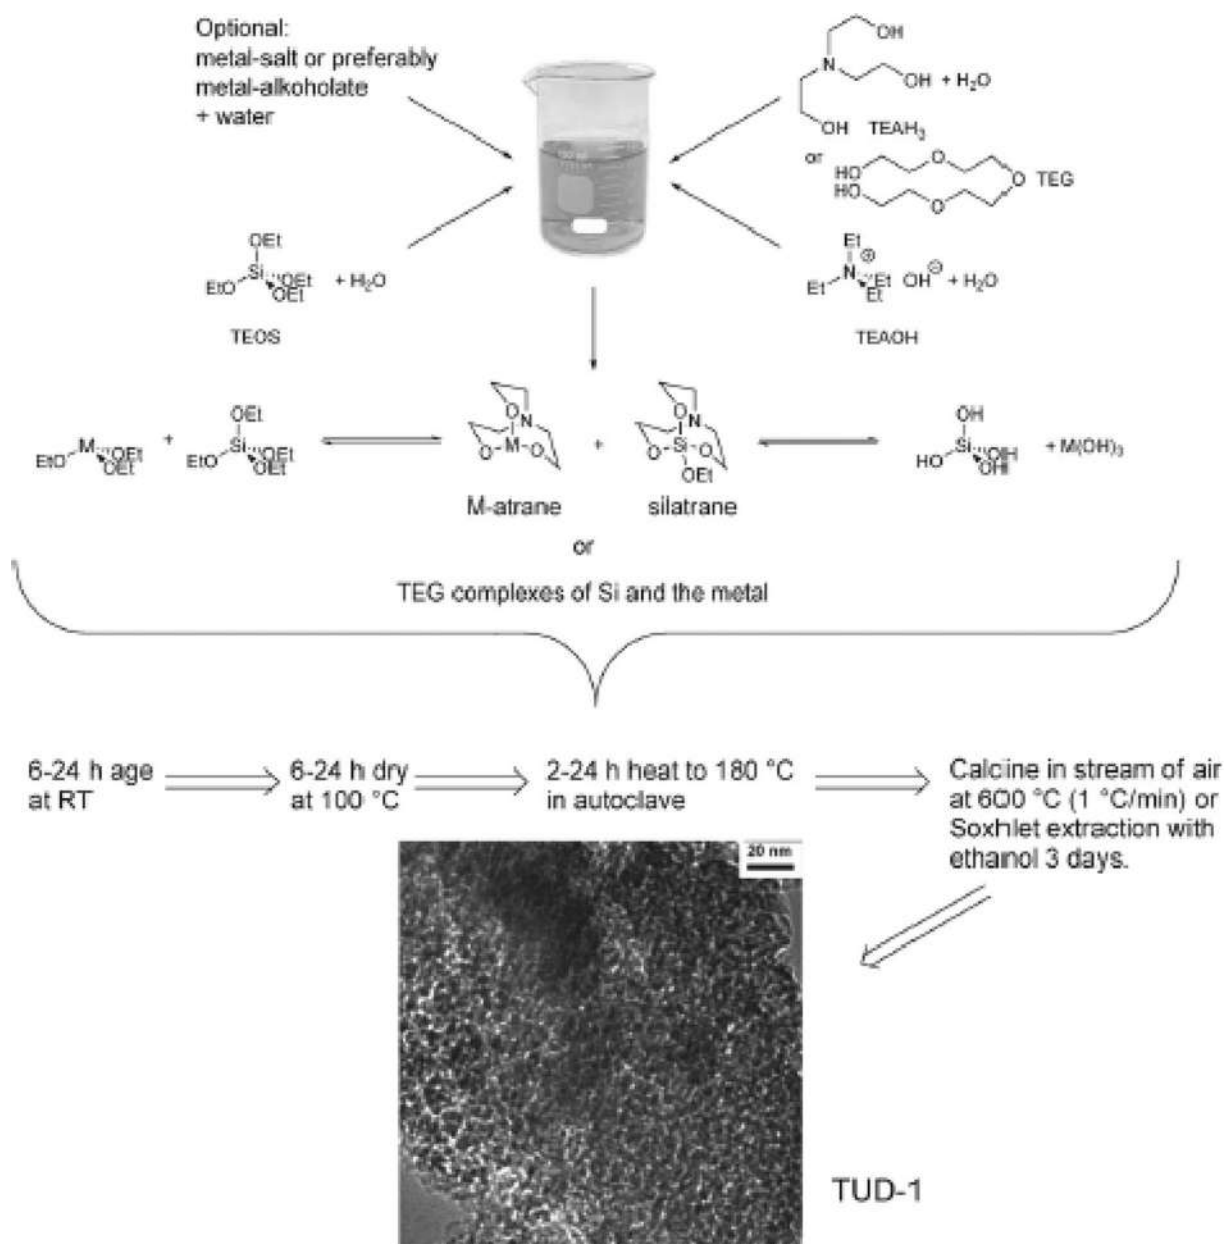 Optional:
metal-salt or preferably
metal-alkoholate
+ water
OH
N
OH + H₂O
OH TEAH₃
or
O
HO
HO
O TEG
O
OEt
Si
EtO OEt + H₂O
OEt
TEOS
Et
⊕
N
Et Et OH⊖ + H₂O
Et
TEAOH
M
EtO OEt
OEt
+
OEt
Si
EtO OEt
OEt
O N
O M O
M-atrane
+
O N
O Si O
OEt
silatrane
OH
Si
HO OH
OH
+ M(OH)₃
or
TEG complexes of Si and the metal
6-24 h age
at RT
6-24 h dry
at 100 °C
2-24 h heat to 180 °C
in autoclave
Calcine in stream of air
at 600 °C (1 °C/min) or
Soxhlet extraction with
ethanol 3 days.
20 nm
TUD-1